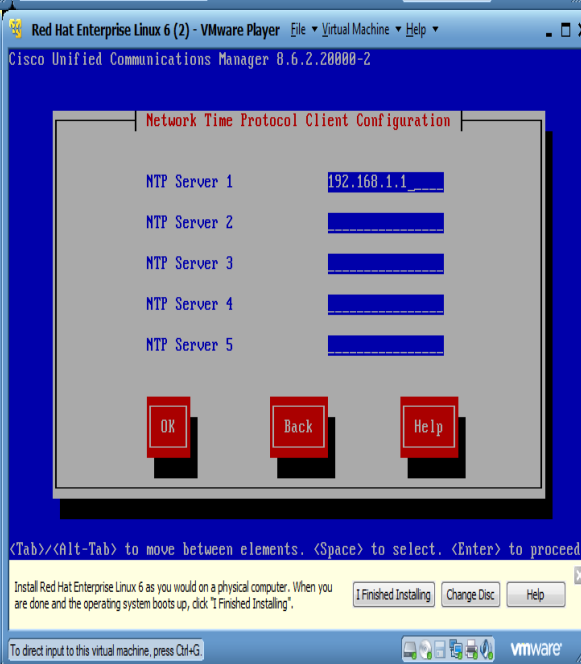 Red Hat Enterprise Linux 6 (2) - VMware Player File ▾ Virtual Machine ▾ Help ▾
Cisco Unified Communications Manager 8.6.2.20000-2
Network Time Protocol Client Configuration
NTP Server 1 192.168.1.1_____
NTP Server 2 ________________
NTP Server 3 ________________
NTP Server 4 ________________
NTP Server 5 ________________
OK Back Help
<Tab>/<Alt-Tab> to move between elements. <Space> to select. <Enter> to proceed
Install Red Hat Enterprise Linux 6 as you would on a physical computer. When you
are done and the operating system boots up, click "I Finished Installing".
I Finished Installing Change Disc Help
To direct input to this virtual machine, press Ctrl+G.
vmware